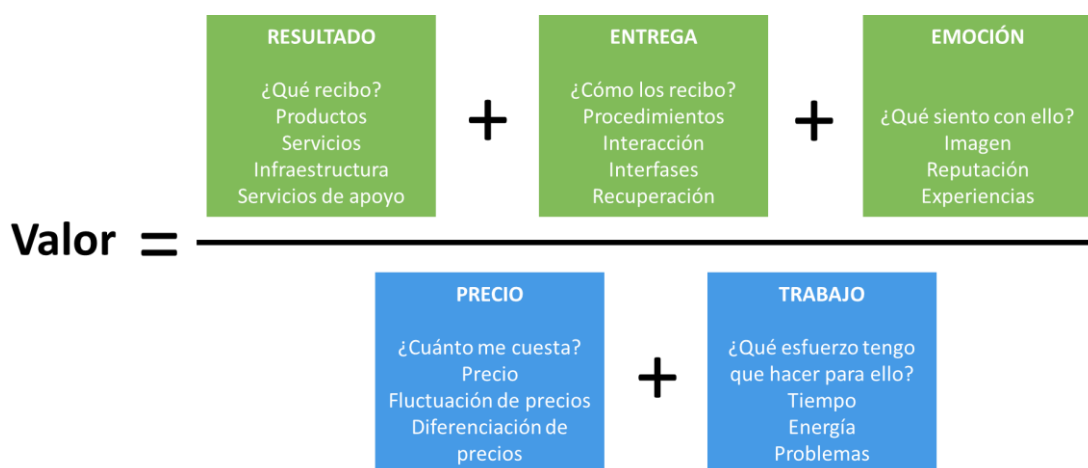 RESULTADO
¿Qué recibo?
Productos
Servicios
Infraestructura
Servicios de apoyo
+
ENTREGA
¿Cómo los recibo?
Procedimientos
Interacción
Interfases
Recuperación
+
EMOCIÓN
¿Qué siento con ello?
Imagen
Reputación
Experiencias
Valor =
PRECIO
¿Cuánto me cuesta?
Precio
Fluctuación de precios
Diferenciación de
precios
+
TRABAJO
¿Qué esfuerzo tengo
que hacer para ello?
Tiempo
Energía
Problemas